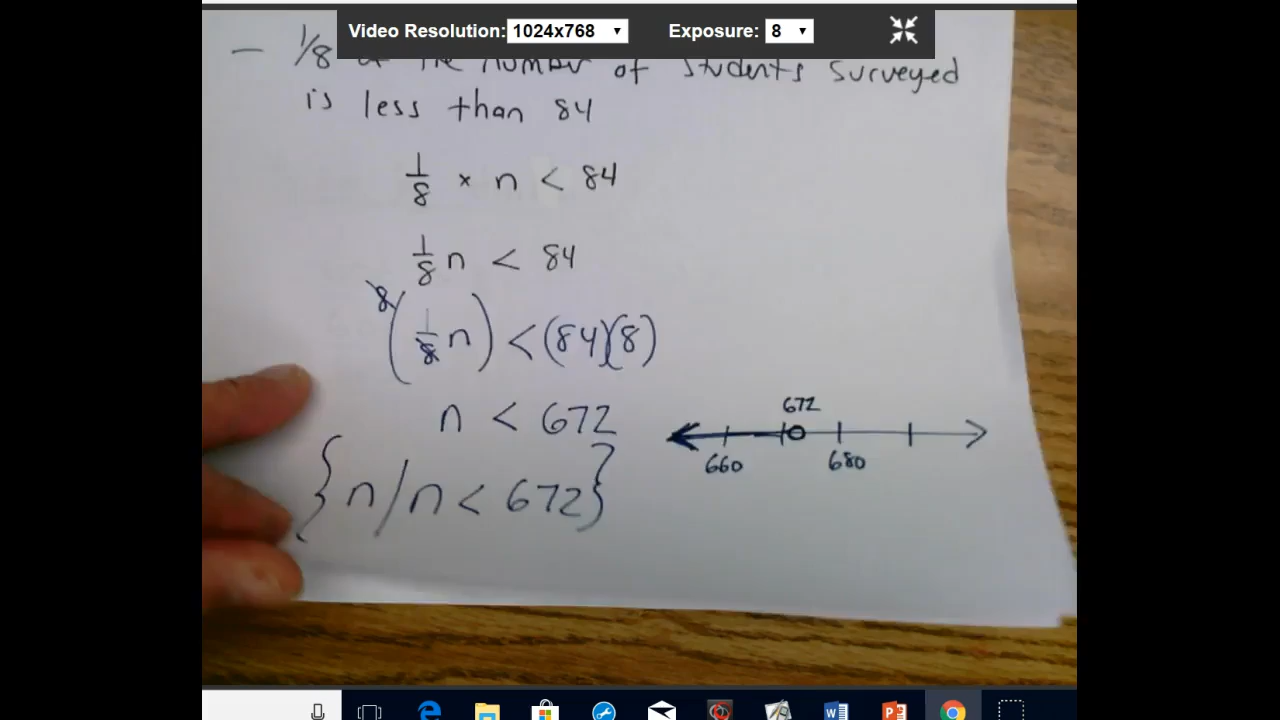 Video Resolution: 1024x768 Exposure: 8
— 1/8 of the number of students surveyed
is less than 84
1/8 × n < 84
1/8 n < 84
8(1/8 n) < (84)(8)
n < 672
672
660 680
{n/n < 672}